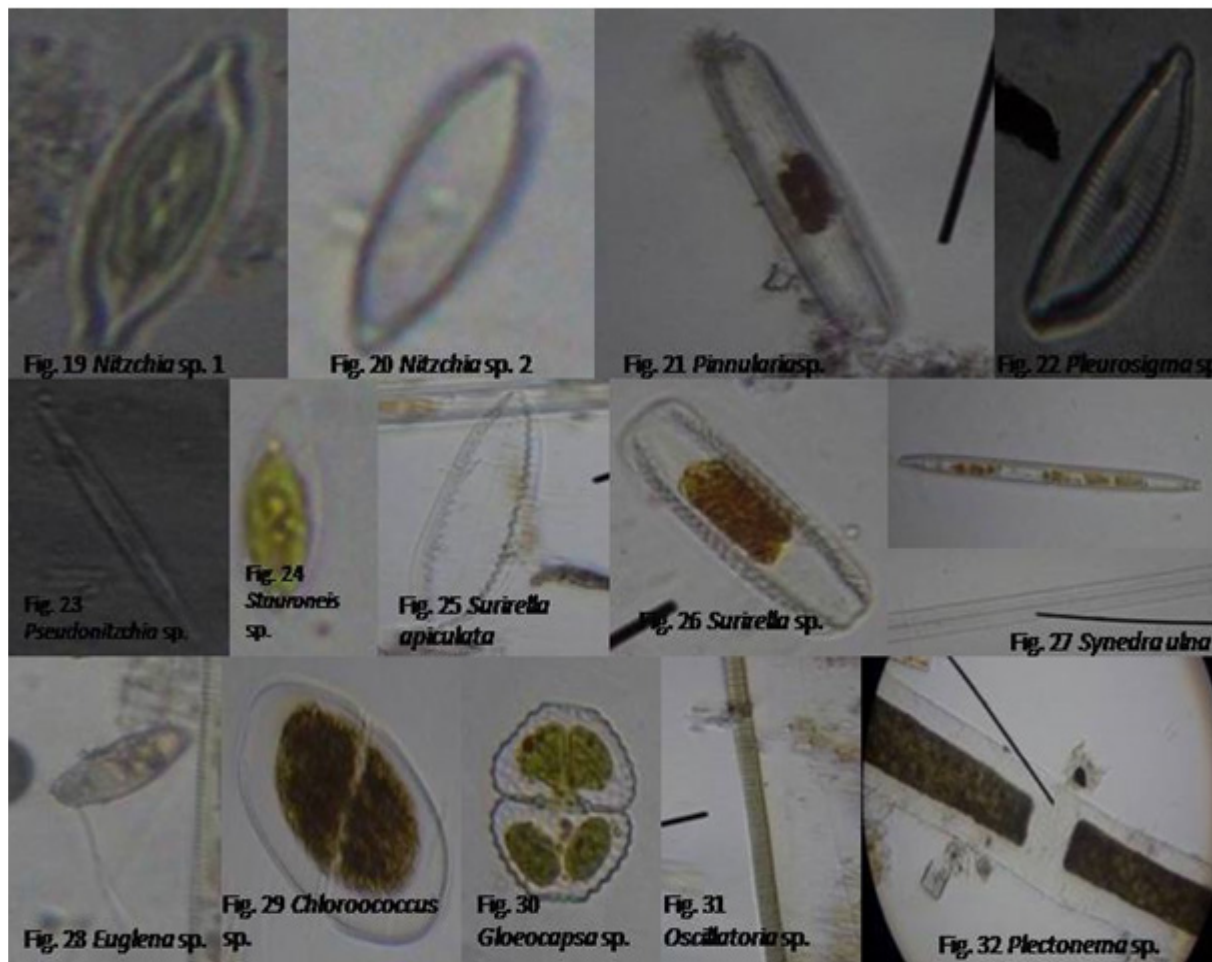 Fig. 19 Nitzchia sp. 1
Fig. 20 Nitzchia sp. 2
Fig. 21 Pinnulariasp.
Fig. 22 Pleurosigma sp
Fig. 23
Pseudonitzchia sp.
Fig. 24
Stauroneis
sp.
Fig. 25 Surirella
apiculata
Fig. 26 Surirella sp.
Fig. 27 Synedra ulna
Fig. 28 Euglena sp.
Fig. 29 Chloroococcus
sp.
Fig. 30
Gloeocapsa sp.
Fig. 31
Oscillatoria sp.
Fig. 32 Plectonema sp.